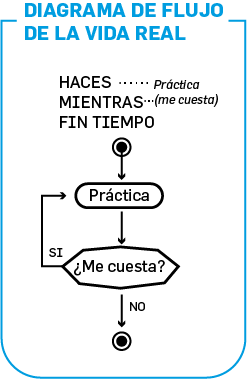 DIAGRAMA DE FLUJO
DE LA VIDA REAL
HACES ...... Práctica
MIENTRAS ... (me cuesta)
FIN TIEMPO
Práctica
SI
¿Me cuesta?
NO